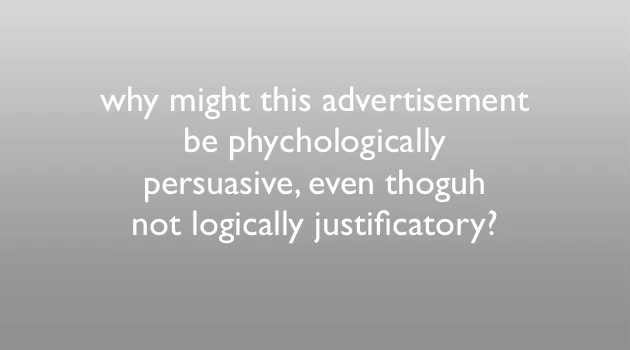 why might this advertisement
be phychologically
persuasive, even thoguh
not logically justificatory?